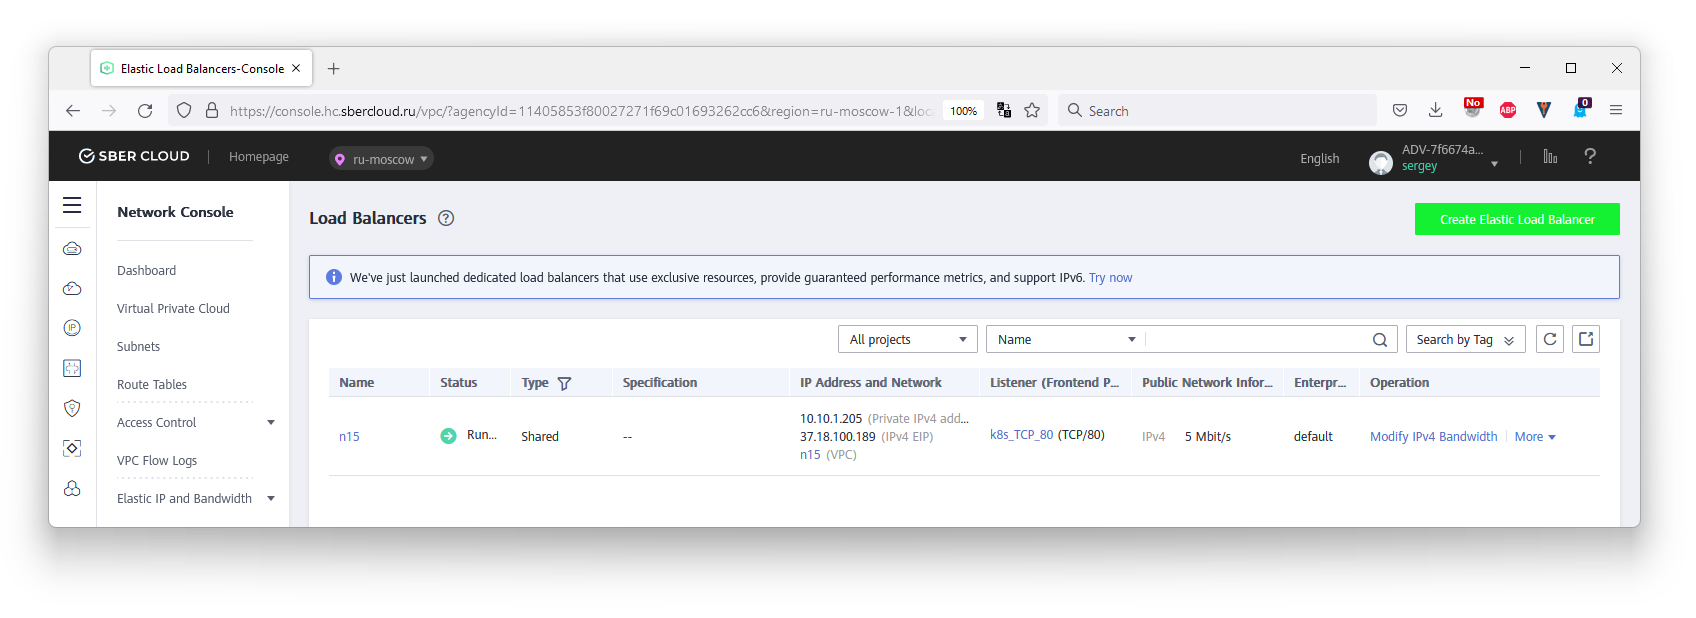 Elastic Load Balancers-Console
https://console.hc.sbercloud.ru/vpc/?agencyId=11405853f80027271f69c01693262cc6&region=ru-moscow-1&loc
100%
Search
No
ABP
0
SBER CLOUD
Homepage
ru-moscow
English
ADV-7f6674a...
sergey
Network Console
Dashboard
Virtual Private Cloud
Subnets
Route Tables
Access Control
VPC Flow Logs
Elastic IP and Bandwidth
IP
Load Balancers ?
Create Elastic Load Balancer
We've just launched dedicated load balancers that use exclusive resources, provide guaranteed performance metrics, and support IPv6. Try now
All projects
Name
Search by Tag
Name Status Type Specification IP Address and Network Listener (Frontend P... Public Network Infor... Enterpr... Operation
n15 Run... Shared -- 10.10.1.205 (Private IPv4 add...
37.18.100.189 (IPv4 EIP)
n15 (VPC)
k8s_TCP_80 (TCP/80) IPv4 5 Mbit/s default Modify IPv4 Bandwidth More